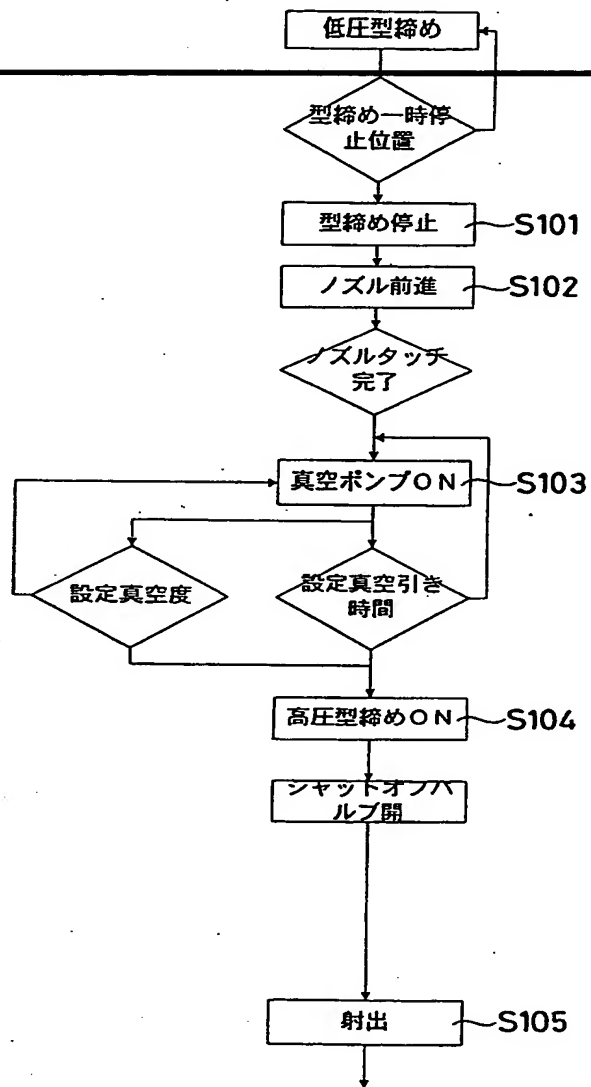 低圧型締め
型締め一時停
止位置
型締め停止
S101
ノズル前進
S102
ノズルタッチ
完了
真空ポンプON
S103
設定真空度
設定真空引き
時間
高圧型締めON
S104
シャットオフバ
ルブ開
射出
S105